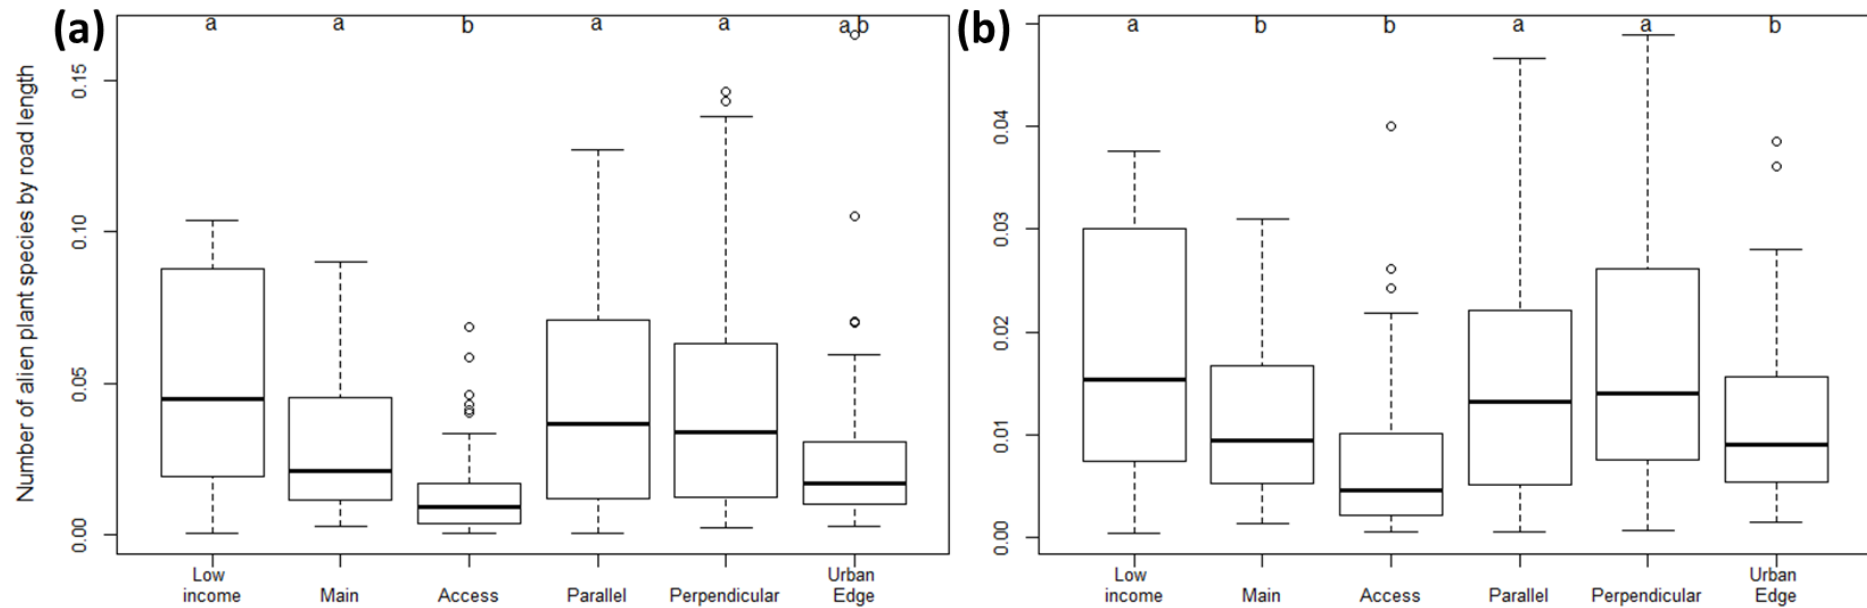 (a)
a a b a a a,b
Number of alien plant species by road length
0.15
0.10
0.05
0.00
Low income Main Access Parallel Perpendicular Urban Edge
(b)
a b b a a b
0.04
0.03
0.02
0.01
0.00
Low income Main Access Parallel Perpendicular Urban Edge